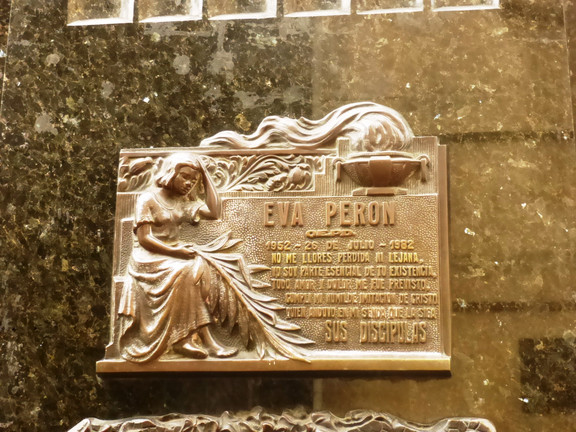 EVA PERON
Q.E.P.D.
1952 - 26 DE JULIO - 1982
NO ME LLORES PERDIDA NI LEJANA,
YO SOY PARTE ESENCIAL DE TU EXISTENCIA,
TODO AMOR Y DOLOR ME FUE PREVISTO,
CUMPLI MI HUMILDE IMITACION DE CRISTO
QUIEN ANDUVO EN MI SENDA QUE LA SIGA
SUS DISCIPULAS